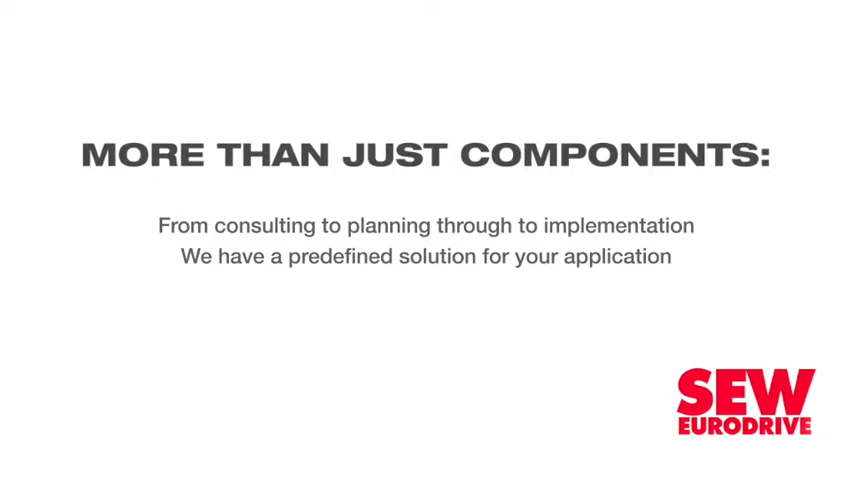 MORE THAN JUST COMPONENTS:
From consulting to planning through to implementation
We have a predefined solution for your application
SEW
EURODRIVE